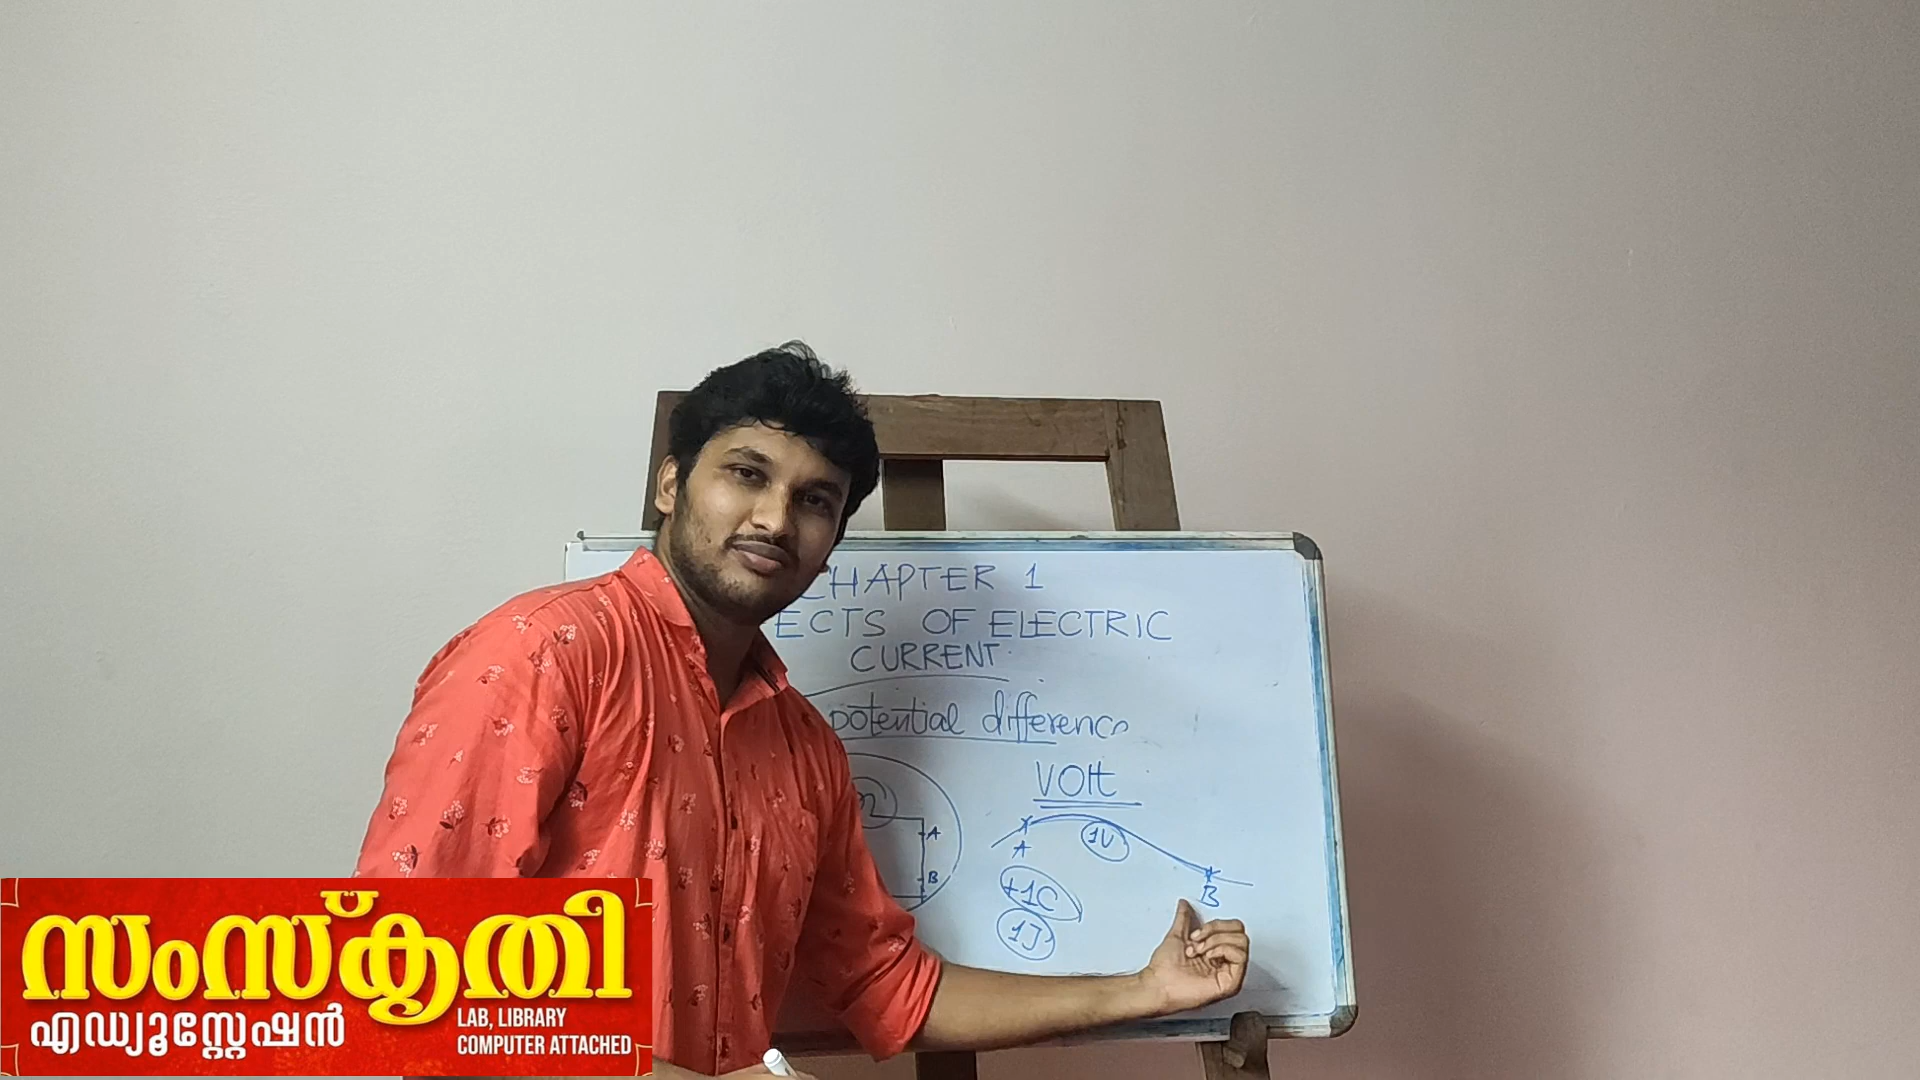 CHAPTER 1
ECTS OF ELECTRIC
CURRENT
potential difference
VOlt
A
B
A
1V
B
+1C
1J
സംസ്കൃതീ
എഡ്യൂസ്റ്റേഷൻ
LAB, LIBRARY
COMPUTER ATTACHED